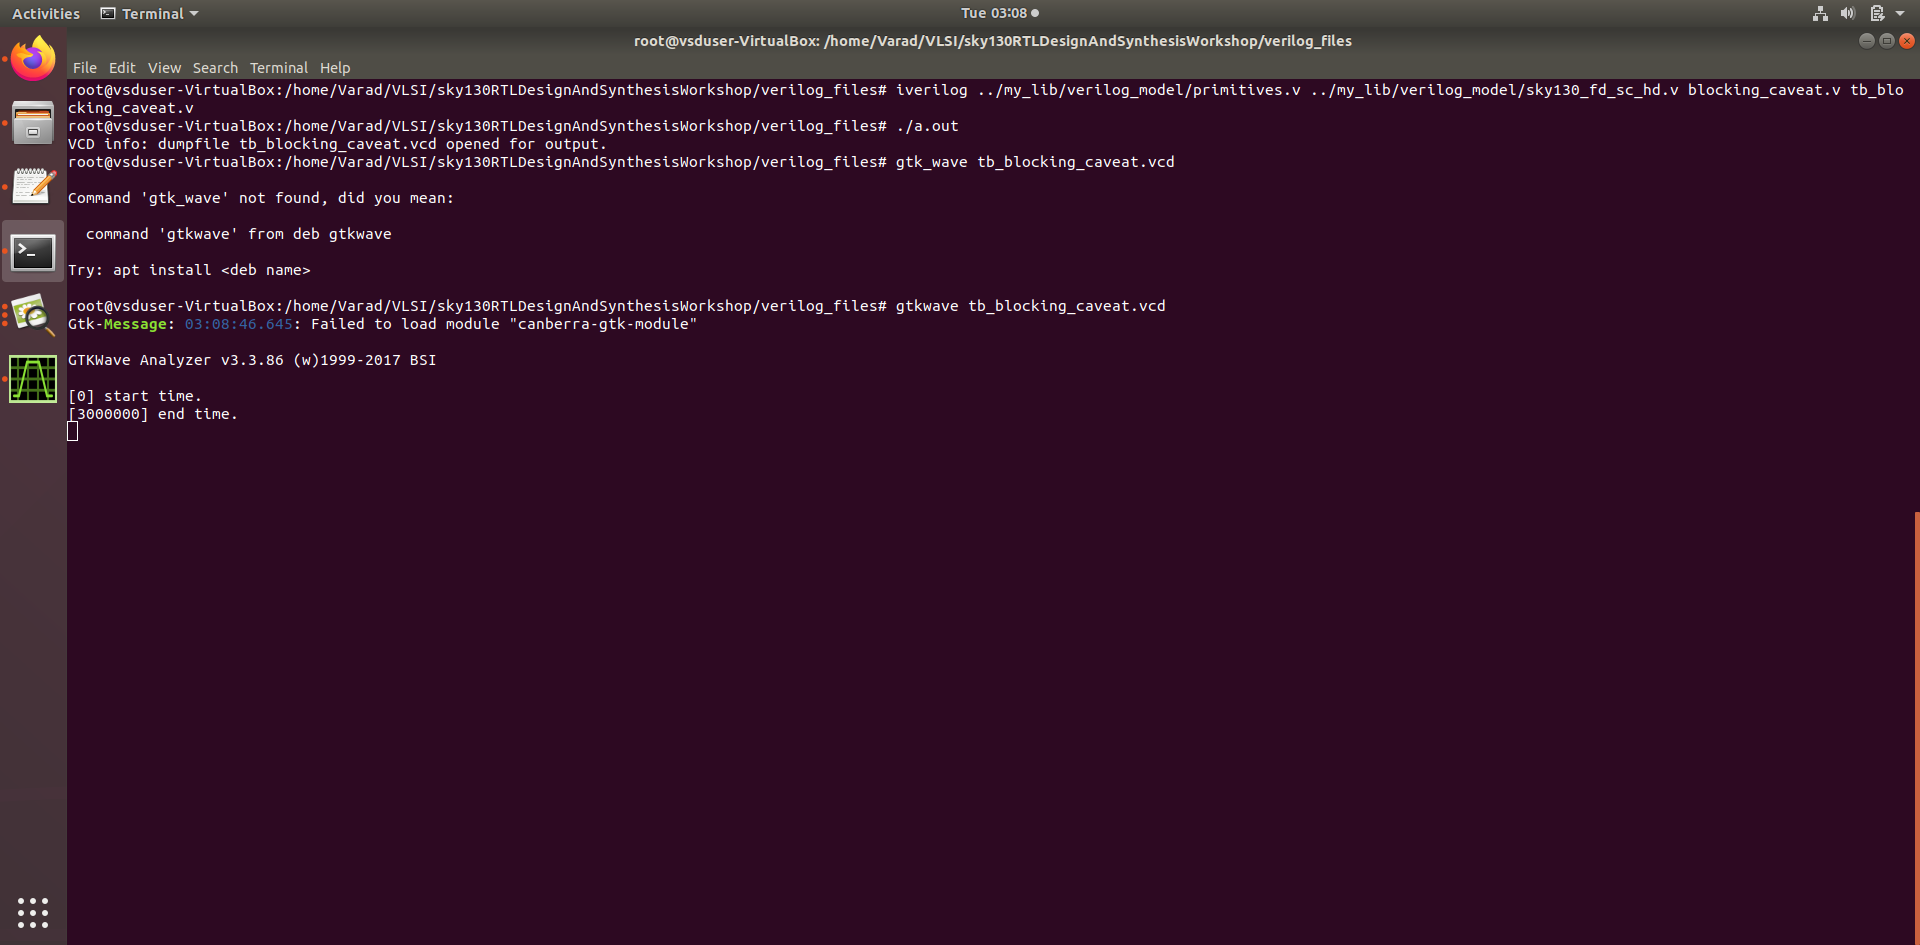 Activities Terminal Tue 03:08
root@vsduser-VirtualBox: /home/Varad/VLSI/sky130RTLDesignAndSynthesisWorkshop/verilog_files
File Edit View Search Terminal Help
root@vsduser-VirtualBox:/home/Varad/VLSI/sky130RTLDesignAndSynthesisWorkshop/verilog_files# iverilog ../my_lib/verilog_model/primitives.v ../my_lib/verilog_model/sky130_fd_sc_hd.v blocking_caveat.v tb_blo
cking_caveat.v
root@vsduser-VirtualBox:/home/Varad/VLSI/sky130RTLDesignAndSynthesisWorkshop/verilog_files# ./a.out
VCD info: dumpfile tb_blocking_caveat.vcd opened for output.
root@vsduser-VirtualBox:/home/Varad/VLSI/sky130RTLDesignAndSynthesisWorkshop/verilog_files# gtk_wave tb_blocking_caveat.vcd
Command 'gtk_wave' not found, did you mean:
command 'gtkwave' from deb gtkwave
Try: apt install <deb name>
root@vsduser-VirtualBox:/home/Varad/VLSI/sky130RTLDesignAndSynthesisWorkshop/verilog_files# gtkwave tb_blocking_caveat.vcd
Gtk-Message: 03:08:46.645: Failed to load module "canberra-gtk-module"
GTKWave Analyzer v3.3.86 (w)1999-2017 BSI
[0] start time.
[3000000] end time.